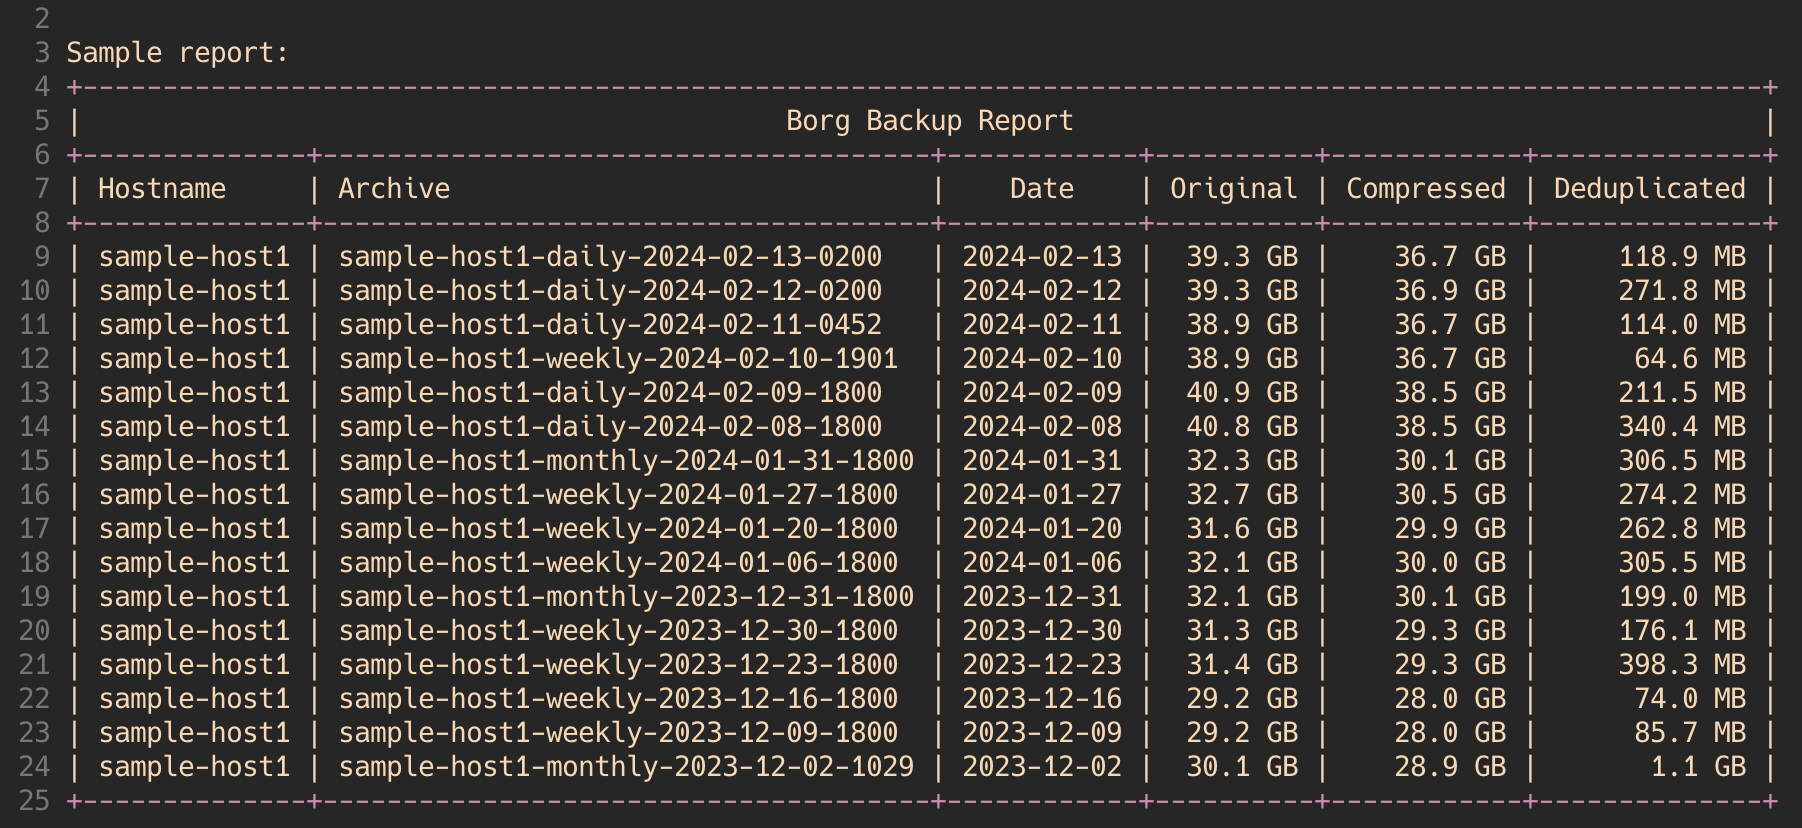 2
3 Sample report:
4 +----------------------------------------------------------------------------------------------------------+
5 |                                            Borg Backup Report                                           |
6 +--------------+--------------------------------------+------------+----------+------------+--------------+
7 | Hostname     | Archive                              |    Date    | Original | Compressed | Deduplicated |
8 +--------------+--------------------------------------+------------+----------+------------+--------------+
9 | sample-host1 | sample-host1-daily-2024-02-13-0200   | 2024-02-13 |  39.3 GB |    36.7 GB |     118.9 MB |
10 | sample-host1 | sample-host1-daily-2024-02-12-0200   | 2024-02-12 |  39.3 GB |    36.9 GB |     271.8 MB |
11 | sample-host1 | sample-host1-daily-2024-02-11-0452   | 2024-02-11 |  38.9 GB |    36.7 GB |     114.0 MB |
12 | sample-host1 | sample-host1-weekly-2024-02-10-1901  | 2024-02-10 |  38.9 GB |    36.7 GB |      64.6 MB |
13 | sample-host1 | sample-host1-daily-2024-02-09-1800   | 2024-02-09 |  40.9 GB |    38.5 GB |     211.5 MB |
14 | sample-host1 | sample-host1-daily-2024-02-08-1800   | 2024-02-08 |  40.8 GB |    38.5 GB |     340.4 MB |
15 | sample-host1 | sample-host1-monthly-2024-01-31-1800 | 2024-01-31 |  32.3 GB |    30.1 GB |     306.5 MB |
16 | sample-host1 | sample-host1-weekly-2024-01-27-1800  | 2024-01-27 |  32.7 GB |    30.5 GB |     274.2 MB |
17 | sample-host1 | sample-host1-weekly-2024-01-20-1800  | 2024-01-20 |  31.6 GB |    29.9 GB |     262.8 MB |
18 | sample-host1 | sample-host1-weekly-2024-01-06-1800  | 2024-01-06 |  32.1 GB |    30.0 GB |     305.5 MB |
19 | sample-host1 | sample-host1-monthly-2023-12-31-1800 | 2023-12-31 |  32.1 GB |    30.1 GB |     199.0 MB |
20 | sample-host1 | sample-host1-weekly-2023-12-30-1800  | 2023-12-30 |  31.3 GB |    29.3 GB |     176.1 MB |
21 | sample-host1 | sample-host1-weekly-2023-12-23-1800  | 2023-12-23 |  31.4 GB |    29.3 GB |     398.3 MB |
22 | sample-host1 | sample-host1-weekly-2023-12-16-1800  | 2023-12-16 |  29.2 GB |    28.0 GB |      74.0 MB |
23 | sample-host1 | sample-host1-weekly-2023-12-09-1800  | 2023-12-09 |  29.2 GB |    28.0 GB |      85.7 MB |
24 | sample-host1 | sample-host1-monthly-2023-12-02-1029 | 2023-12-02 |  30.1 GB |    28.9 GB |       1.1 GB |
25 +--------------+--------------------------------------+------------+----------+------------+--------------+